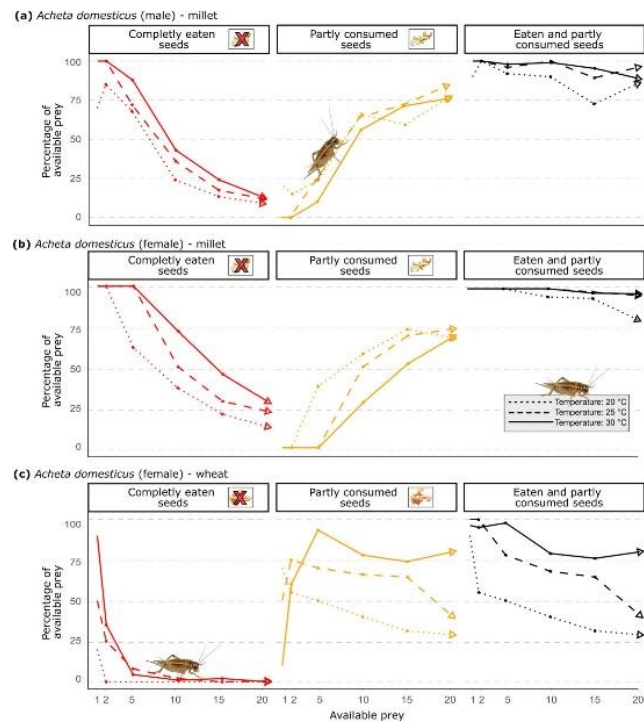 (a) Acheta domesticus (male) - millet
Completly eaten seeds
Partly consumed seeds
Eaten and partly consumed seeds
Percentage of available prey
100
75
50
25
0
(b) Acheta domesticus (female) - millet
Completly eaten seeds
Partly consumed seeds
Eaten and partly consumed seeds
Percentage of available prey
100
75
50
25
0
Temperature: 20 °C
Temperature: 25 °C
Temperature: 30 °C
(c) Acheta domesticus (female) - wheat
Completly eaten seeds
Partly consumed seeds
Eaten and partly consumed seeds
Percentage of available prey
100
75
50
25
0
1 2 5 10 15 20
1 2 5 10 15 20
1 2 5 10 15 20
Available prey